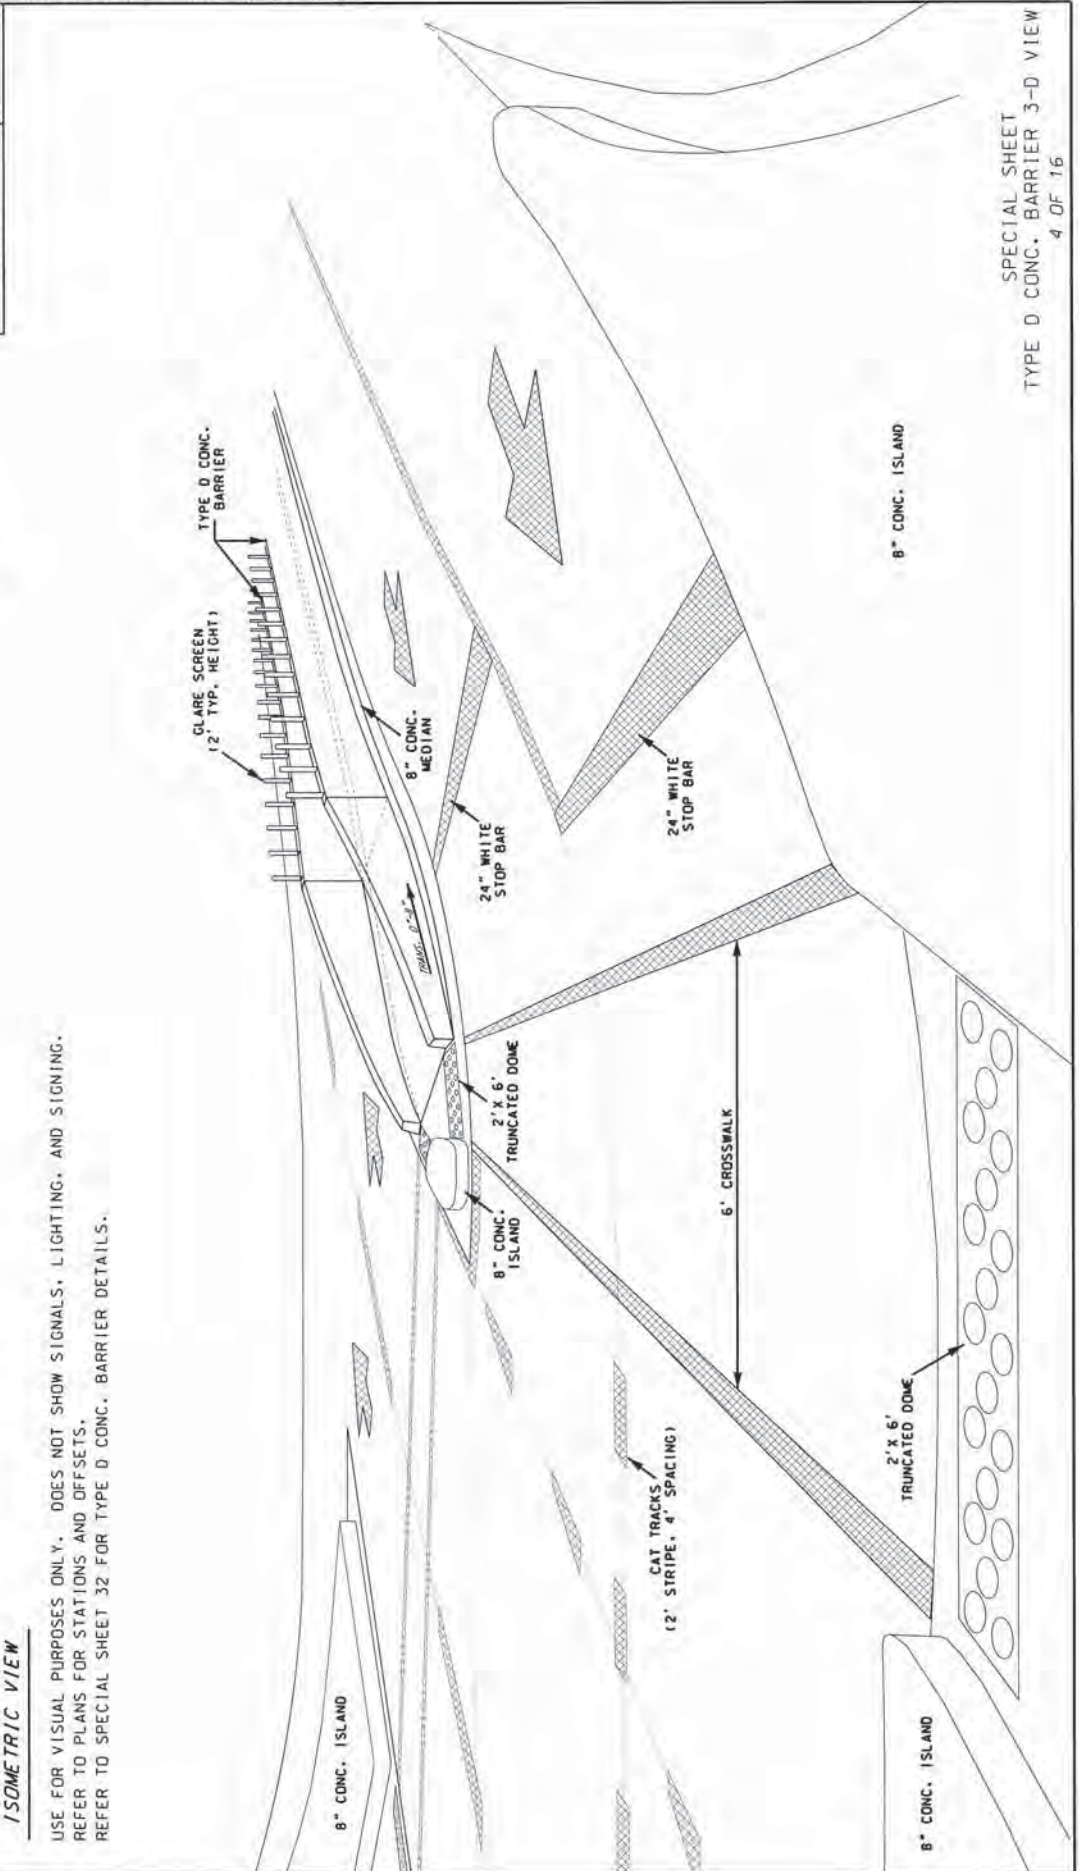 ISOMETRIC VIEW
USE FOR VISUAL PURPOSES ONLY. DOES NOT SHOW SIGNALS, LIGHTING, AND SIGNING.
REFER TO PLANS FOR STATIONS AND OFFSETS.
REFER TO SPECIAL SHEET 32 FOR TYPE D CONC. BARRIER DETAILS.
GLARE SCREEN
(2' TYP. HEIGHT)
TYPE D CONC.
BARRIER
8" CONC.
MEDIAN
TRANS. 0"-8"
24" WHITE
STOP BAR
2'X 6'
TRUNCATED DOME
8" CONC.
ISLAND
8" CONC. ISLAND
24" WHITE
STOP BAR
CAT TRACKS
(2' STRIPE, 4' SPACING)
6' CROSSWALK
2'X 6'
TRUNCATED DOME
8" CONC. ISLAND
8" CONC. ISLAND
SPECIAL SHEET
TYPE D CONC. BARRIER 3-D VIEW
4 OF 16